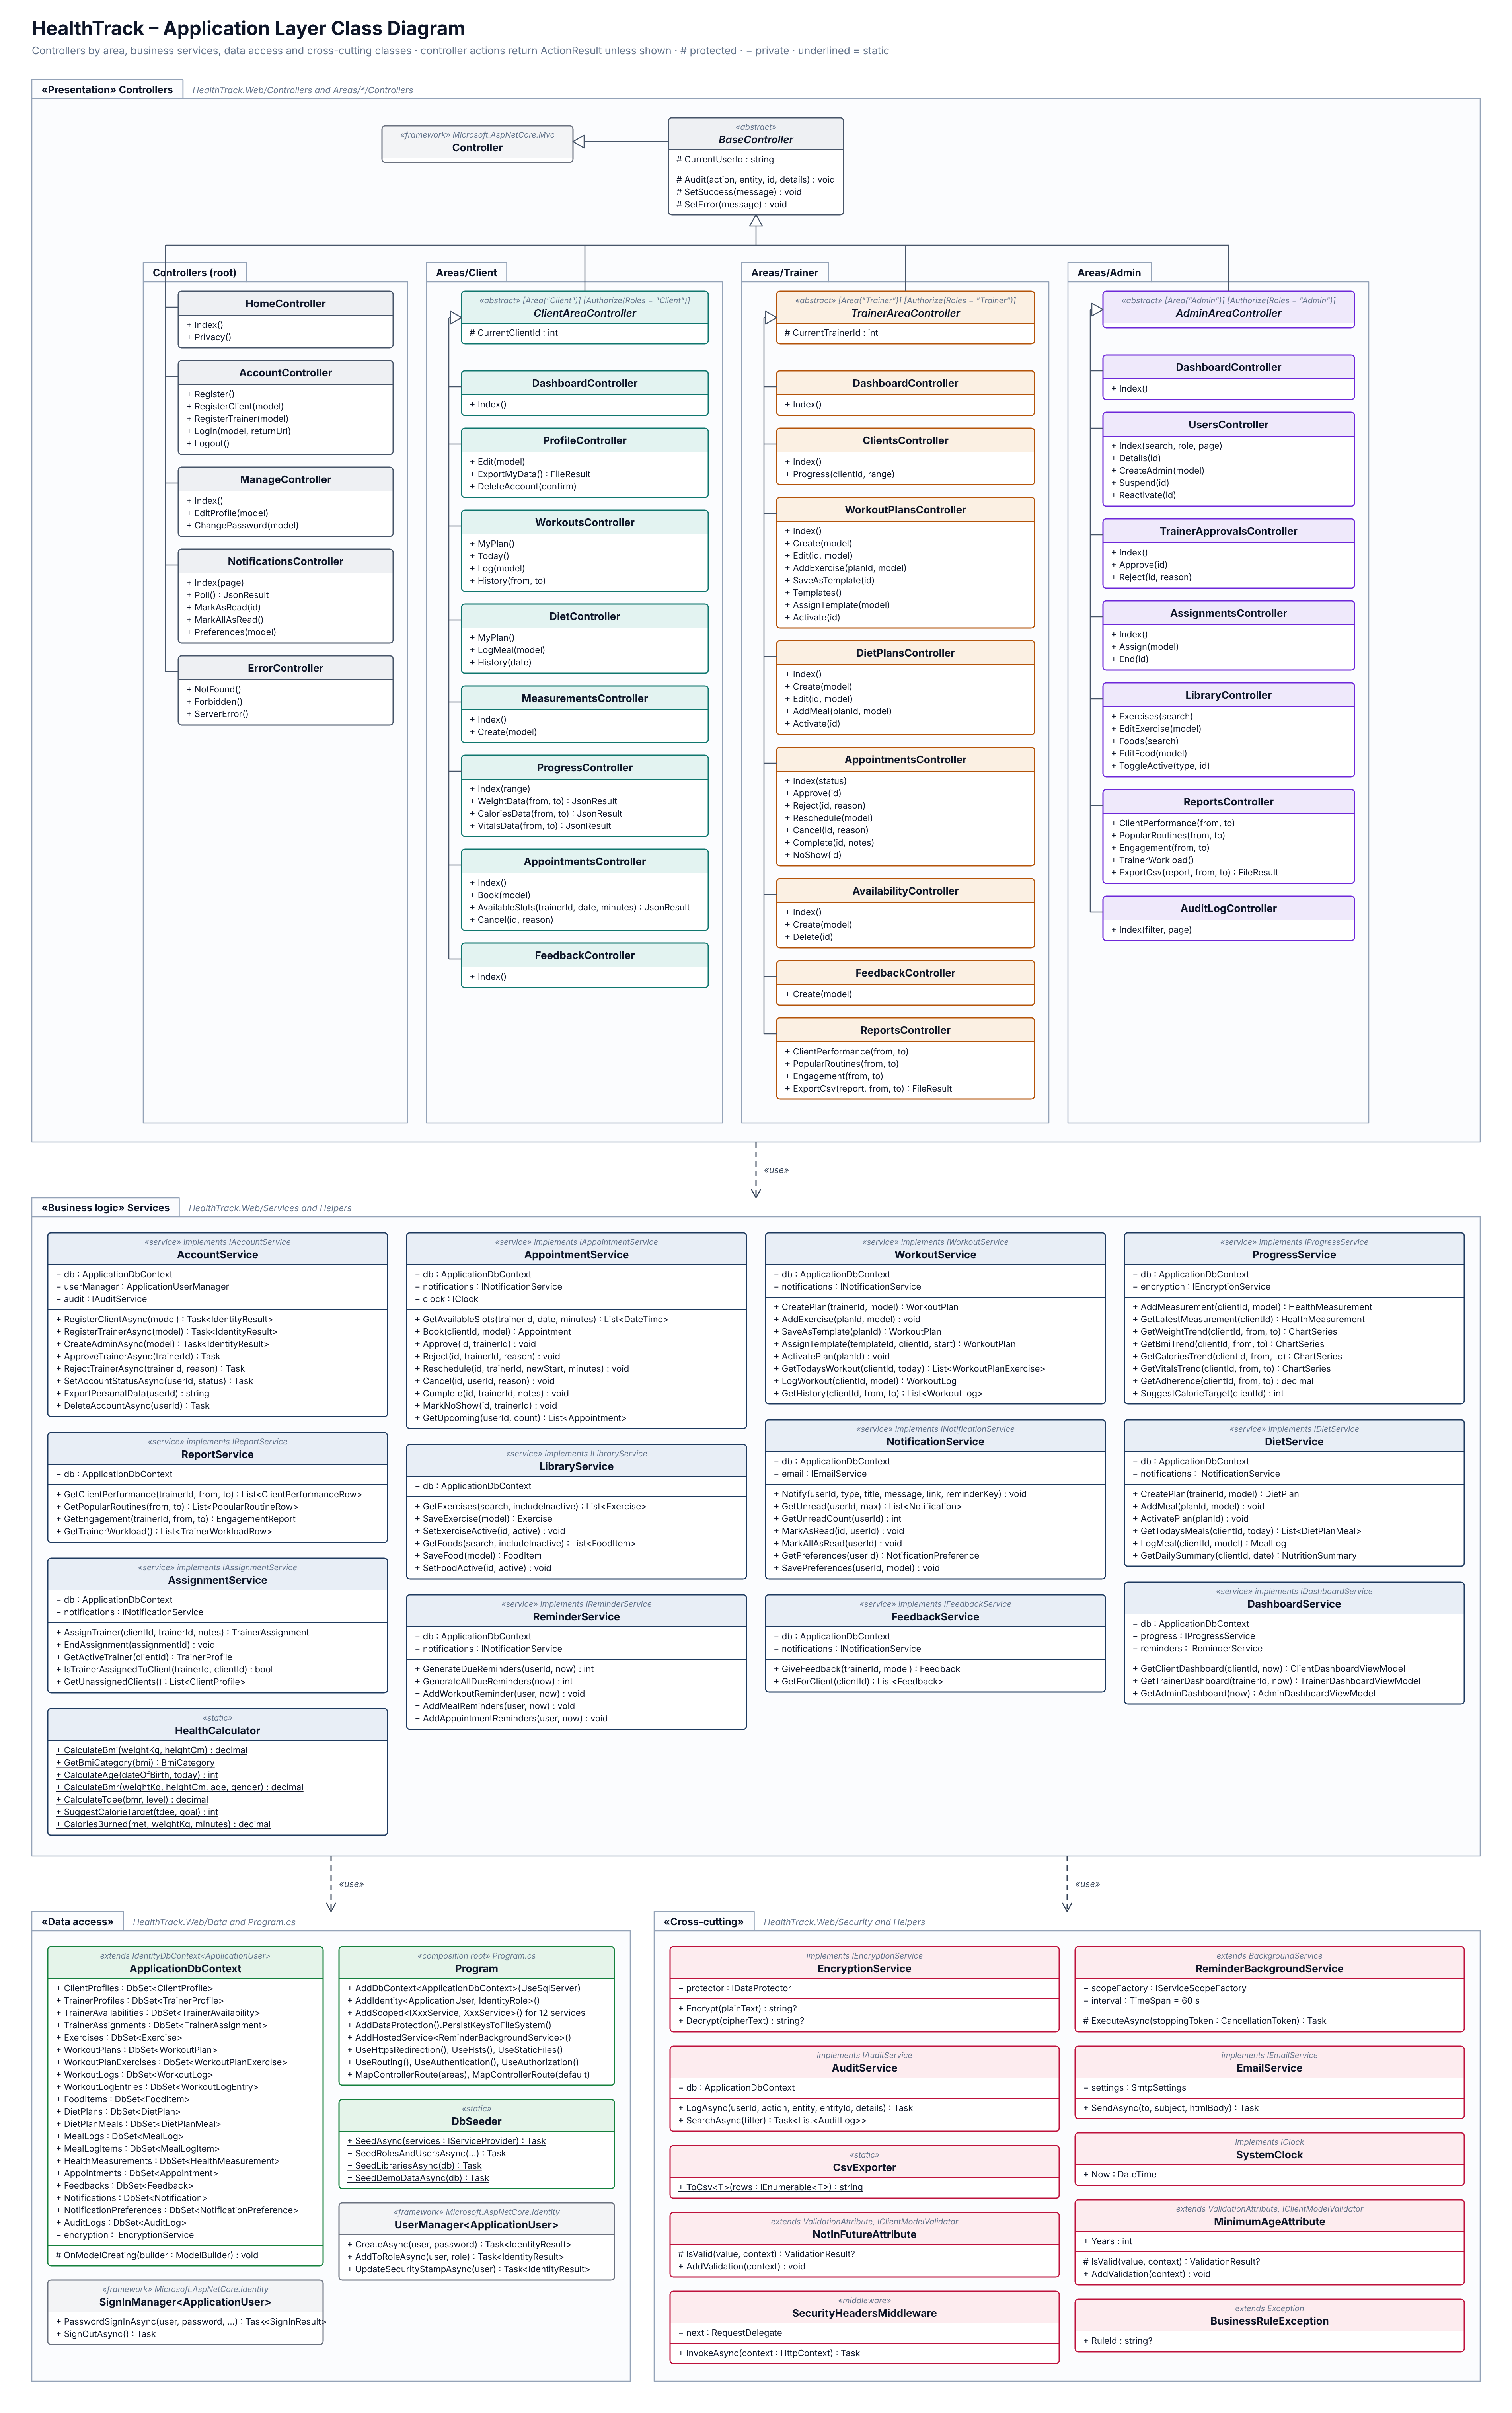 HealthTrack – Application Layer Class Diagram
Controllers by area, business services, data access and cross-cutting classes · controller actions return ActionResult unless shown · # protected · − private · underlined = static
«Presentation» Controllers
HealthTrack.Web/Controllers and Areas/*/Controllers
«framework» Microsoft.AspNetCore.Mvc
Controller
«abstract»
BaseController
# CurrentUserId : string
# Audit(action, entity, id, details) : void
# SetSuccess(message) : void
# SetError(message) : void
Controllers (root)
HomeController
+ Index()
+ Privacy()
AccountController
+ Register()
+ RegisterClient(model)
+ RegisterTrainer(model)
+ Login(model, returnUrl)
+ Logout()
ManageController
+ Index()
+ EditProfile(model)
+ ChangePassword(model)
NotificationsController
+ Index(page)
+ Poll() : JsonResult
+ MarkAsRead(id)
+ MarkAllAsRead()
+ Preferences(model)
ErrorController
+ NotFound()
+ Forbidden()
+ ServerError()
Areas/Client
«abstract» [Area("Client")] [Authorize(Roles = "Client")]
ClientAreaController
# CurrentClientId : int
DashboardController
+ Index()
ProfileController
+ Edit(model)
+ ExportMyData() : FileResult
+ DeleteAccount(confirm)
WorkoutsController
+ MyPlan()
+ Today()
+ Log(model)
+ History(from, to)
DietController
+ MyPlan()
+ LogMeal(model)
+ History(date)
MeasurementsController
+ Index()
+ Create(model)
ProgressController
+ Index(range)
+ WeightData(from, to) : JsonResult
+ CaloriesData(from, to) : JsonResult
+ VitalsData(from, to) : JsonResult
AppointmentsController
+ Index()
+ Book(model)
+ AvailableSlots(trainerId, date, minutes) : JsonResult
+ Cancel(id, reason)
FeedbackController
+ Index()
Areas/Trainer
«abstract» [Area("Trainer")] [Authorize(Roles = "Trainer")]
TrainerAreaController
# CurrentTrainerId : int
DashboardController
+ Index()
ClientsController
+ Index()
+ Progress(clientId, range)
WorkoutPlansController
+ Index()
+ Create(model)
+ Edit(id, model)
+ AddExercise(planId, model)
+ SaveAsTemplate(id)
+ Templates()
+ AssignTemplate(model)
+ Activate(id)
DietPlansController
+ Index()
+ Create(model)
+ Edit(id, model)
+ AddMeal(planId, model)
+ Activate(id)
AppointmentsController
+ Index(status)
+ Approve(id)
+ Reject(id, reason)
+ Reschedule(model)
+ Cancel(id, reason)
+ Complete(id, notes)
+ NoShow(id)
AvailabilityController
+ Index()
+ Create(model)
+ Delete(id)
FeedbackController
+ Create(model)
ReportsController
+ ClientPerformance(from, to)
+ PopularRoutines(from, to)
+ Engagement(from, to)
+ ExportCsv(report, from, to) : FileResult
Areas/Admin
«abstract» [Area("Admin")] [Authorize(Roles = "Admin")]
AdminAreaController
DashboardController
+ Index()
UsersController
+ Index(search, role, page)
+ Details(id)
+ CreateAdmin(model)
+ Suspend(id)
+ Reactivate(id)
TrainerApprovalsController
+ Index()
+ Approve(id)
+ Reject(id, reason)
AssignmentsController
+ Index()
+ Assign(model)
+ End(id)
LibraryController
+ Exercises(search)
+ EditExercise(model)
+ Foods(search)
+ EditFood(model)
+ ToggleActive(type, id)
ReportsController
+ ClientPerformance(from, to)
+ PopularRoutines(from, to)
+ Engagement(from, to)
+ TrainerWorkload()
+ ExportCsv(report, from, to) : FileResult
AuditLogController
+ Index(filter, page)
«use»
«Business logic» Services
HealthTrack.Web/Services and Helpers
«service» implements IAccountService
AccountService
− db : ApplicationDbContext
− userManager : ApplicationUserManager
− audit : IAuditService
+ RegisterClientAsync(model) : Task<IdentityResult>
+ RegisterTrainerAsync(model) : Task<IdentityResult>
+ CreateAdminAsync(model) : Task<IdentityResult>
+ ApproveTrainerAsync(trainerId) : Task
+ RejectTrainerAsync(trainerId, reason) : Task
+ SetAccountStatusAsync(userId, status) : Task
+ ExportPersonalData(userId) : string
+ DeleteAccountAsync(userId) : Task
«service» implements IReportService
ReportService
− db : ApplicationDbContext
+ GetClientPerformance(trainerId, from, to) : List<ClientPerformanceRow>
+ GetPopularRoutines(from, to) : List<PopularRoutineRow>
+ GetEngagement(trainerId, from, to) : EngagementReport
+ GetTrainerWorkload() : List<TrainerWorkloadRow>
«service» implements IAssignmentService
AssignmentService
− db : ApplicationDbContext
− notifications : INotificationService
+ AssignTrainer(clientId, trainerId, notes) : TrainerAssignment
+ EndAssignment(assignmentId) : void
+ GetActiveTrainer(clientId) : TrainerProfile
+ IsTrainerAssignedToClient(trainerId, clientId) : bool
+ GetUnassignedClients() : List<ClientProfile>
«static»
HealthCalculator
+ CalculateBmi(weightKg, heightCm) : decimal
+ GetBmiCategory(bmi) : BmiCategory
+ CalculateAge(dateOfBirth, today) : int
+ CalculateBmr(weightKg, heightCm, age, gender) : decimal
+ CalculateTdee(bmr, level) : decimal
+ SuggestCalorieTarget(tdee, goal) : int
+ CaloriesBurned(met, weightKg, minutes) : decimal
«service» implements IAppointmentService
AppointmentService
− db : ApplicationDbContext
− notifications : INotificationService
− clock : IClock
+ GetAvailableSlots(trainerId, date, minutes) : List<DateTime>
+ Book(clientId, model) : Appointment
+ Approve(id, trainerId) : void
+ Reject(id, trainerId, reason) : void
+ Reschedule(id, trainerId, newStart, minutes) : void
+ Cancel(id, userId, reason) : void
+ Complete(id, trainerId, notes) : void
+ MarkNoShow(id, trainerId) : void
+ GetUpcoming(userId, count) : List<Appointment>
«service» implements ILibraryService
LibraryService
− db : ApplicationDbContext
+ GetExercises(search, includeInactive) : List<Exercise>
+ SaveExercise(model) : Exercise
+ SetExerciseActive(id, active) : void
+ GetFoods(search, includeInactive) : List<FoodItem>
+ SaveFood(model) : FoodItem
+ SetFoodActive(id, active) : void
«service» implements IReminderService
ReminderService
− db : ApplicationDbContext
− notifications : INotificationService
+ GenerateDueReminders(userId, now) : int
+ GenerateAllDueReminders(now) : int
− AddWorkoutReminder(user, now) : void
− AddMealReminders(user, now) : void
− AddAppointmentReminders(user, now) : void
«service» implements IWorkoutService
WorkoutService
− db : ApplicationDbContext
− notifications : INotificationService
+ CreatePlan(trainerId, model) : WorkoutPlan
+ AddExercise(planId, model) : void
+ SaveAsTemplate(planId) : WorkoutPlan
+ AssignTemplate(templateId, clientId, start) : WorkoutPlan
+ ActivatePlan(planId) : void
+ GetTodaysWorkout(clientId, today) : List<WorkoutPlanExercise>
+ LogWorkout(clientId, model) : WorkoutLog
+ GetHistory(clientId, from, to) : List<WorkoutLog>
«service» implements INotificationService
NotificationService
− db : ApplicationDbContext
− email : IEmailService
+ Notify(userId, type, title, message, link, reminderKey) : void
+ GetUnread(userId, max) : List<Notification>
+ GetUnreadCount(userId) : int
+ MarkAsRead(id, userId) : void
+ MarkAllAsRead(userId) : void
+ GetPreferences(userId) : NotificationPreference
+ SavePreferences(userId, model) : void
«service» implements IFeedbackService
FeedbackService
− db : ApplicationDbContext
− notifications : INotificationService
+ GiveFeedback(trainerId, model) : Feedback
+ GetForClient(clientId) : List<Feedback>
«service» implements IProgressService
ProgressService
− db : ApplicationDbContext
− encryption : IEncryptionService
+ AddMeasurement(clientId, model) : HealthMeasurement
+ GetLatestMeasurement(clientId) : HealthMeasurement
+ GetWeightTrend(clientId, from, to) : ChartSeries
+ GetBmiTrend(clientId, from, to) : ChartSeries
+ GetCaloriesTrend(clientId, from, to) : ChartSeries
+ GetVitalsTrend(clientId, from, to) : ChartSeries
+ GetAdherence(clientId, from, to) : decimal
+ SuggestCalorieTarget(clientId) : int
«service» implements IDietService
DietService
− db : ApplicationDbContext
− notifications : INotificationService
+ CreatePlan(trainerId, model) : DietPlan
+ AddMeal(planId, model) : void
+ ActivatePlan(planId) : void
+ GetTodaysMeals(clientId, today) : List<DietPlanMeal>
+ LogMeal(clientId, model) : MealLog
+ GetDailySummary(clientId, date) : NutritionSummary
«service» implements IDashboardService
DashboardService
− db : ApplicationDbContext
− progress : IProgressService
− reminders : IReminderService
+ GetClientDashboard(clientId, now) : ClientDashboardViewModel
+ GetTrainerDashboard(trainerId, now) : TrainerDashboardViewModel
+ GetAdminDashboard(now) : AdminDashboardViewModel
«use»
«use»
«Data access»
HealthTrack.Web/Data and Program.cs
extends IdentityDbContext<ApplicationUser>
ApplicationDbContext
+ ClientProfiles : DbSet<ClientProfile>
+ TrainerProfiles : DbSet<TrainerProfile>
+ TrainerAvailabilities : DbSet<TrainerAvailability>
+ TrainerAssignments : DbSet<TrainerAssignment>
+ Exercises : DbSet<Exercise>
+ WorkoutPlans : DbSet<WorkoutPlan>
+ WorkoutPlanExercises : DbSet<WorkoutPlanExercise>
+ WorkoutLogs : DbSet<WorkoutLog>
+ WorkoutLogEntries : DbSet<WorkoutLogEntry>
+ FoodItems : DbSet<FoodItem>
+ DietPlans : DbSet<DietPlan>
+ DietPlanMeals : DbSet<DietPlanMeal>
+ MealLogs : DbSet<MealLog>
+ MealLogItems : DbSet<MealLogItem>
+ HealthMeasurements : DbSet<HealthMeasurement>
+ Appointments : DbSet<Appointment>
+ Feedbacks : DbSet<Feedback>
+ Notifications : DbSet<Notification>
+ NotificationPreferences : DbSet<NotificationPreference>
+ AuditLogs : DbSet<AuditLog>
− encryption : IEncryptionService
# OnModelCreating(builder : ModelBuilder) : void
«framework» Microsoft.AspNetCore.Identity
SignInManager<ApplicationUser>
+ PasswordSignInAsync(user, password, ...) : Task<SignInResult>
+ SignOutAsync() : Task
«composition root» Program.cs
Program
+ AddDbContext<ApplicationDbContext>(UseSqlServer)
+ AddIdentity<ApplicationUser, IdentityRole>()
+ AddScoped<IXxxService, XxxService>() for 12 services
+ AddDataProtection().PersistKeysToFileSystem()
+ AddHostedService<ReminderBackgroundService>()
+ UseHttpsRedirection(), UseHsts(), UseStaticFiles()
+ UseRouting(), UseAuthentication(), UseAuthorization()
+ MapControllerRoute(areas), MapControllerRoute(default)
«static»
DbSeeder
+ SeedAsync(services : IServiceProvider) : Task
− SeedRolesAndUsersAsync(...) : Task
− SeedLibrariesAsync(db) : Task
− SeedDemoDataAsync(db) : Task
«framework» Microsoft.AspNetCore.Identity
UserManager<ApplicationUser>
+ CreateAsync(user, password) : Task<IdentityResult>
+ AddToRoleAsync(user, role) : Task<IdentityResult>
+ UpdateSecurityStampAsync(user) : Task<IdentityResult>
«Cross-cutting»
HealthTrack.Web/Security and Helpers
implements IEncryptionService
EncryptionService
− protector : IDataProtector
+ Encrypt(plainText) : string?
+ Decrypt(cipherText) : string?
implements IAuditService
AuditService
− db : ApplicationDbContext
+ LogAsync(userId, action, entity, entityId, details) : Task
+ SearchAsync(filter) : Task<List<AuditLog>>
«static»
CsvExporter
+ ToCsv<T>(rows : IEnumerable<T>) : string
extends ValidationAttribute, IClientModelValidator
NotInFutureAttribute
# IsValid(value, context) : ValidationResult?
+ AddValidation(context) : void
«middleware»
SecurityHeadersMiddleware
− next : RequestDelegate
+ InvokeAsync(context : HttpContext) : Task
extends BackgroundService
ReminderBackgroundService
− scopeFactory : IServiceScopeFactory
− interval : TimeSpan = 60 s
# ExecuteAsync(stoppingToken : CancellationToken) : Task
implements IEmailService
EmailService
− settings : SmtpSettings
+ SendAsync(to, subject, htmlBody) : Task
implements IClock
SystemClock
+ Now : DateTime
extends ValidationAttribute, IClientModelValidator
MinimumAgeAttribute
+ Years : int
# IsValid(value, context) : ValidationResult?
+ AddValidation(context) : void
extends Exception
BusinessRuleException
+ RuleId : string?